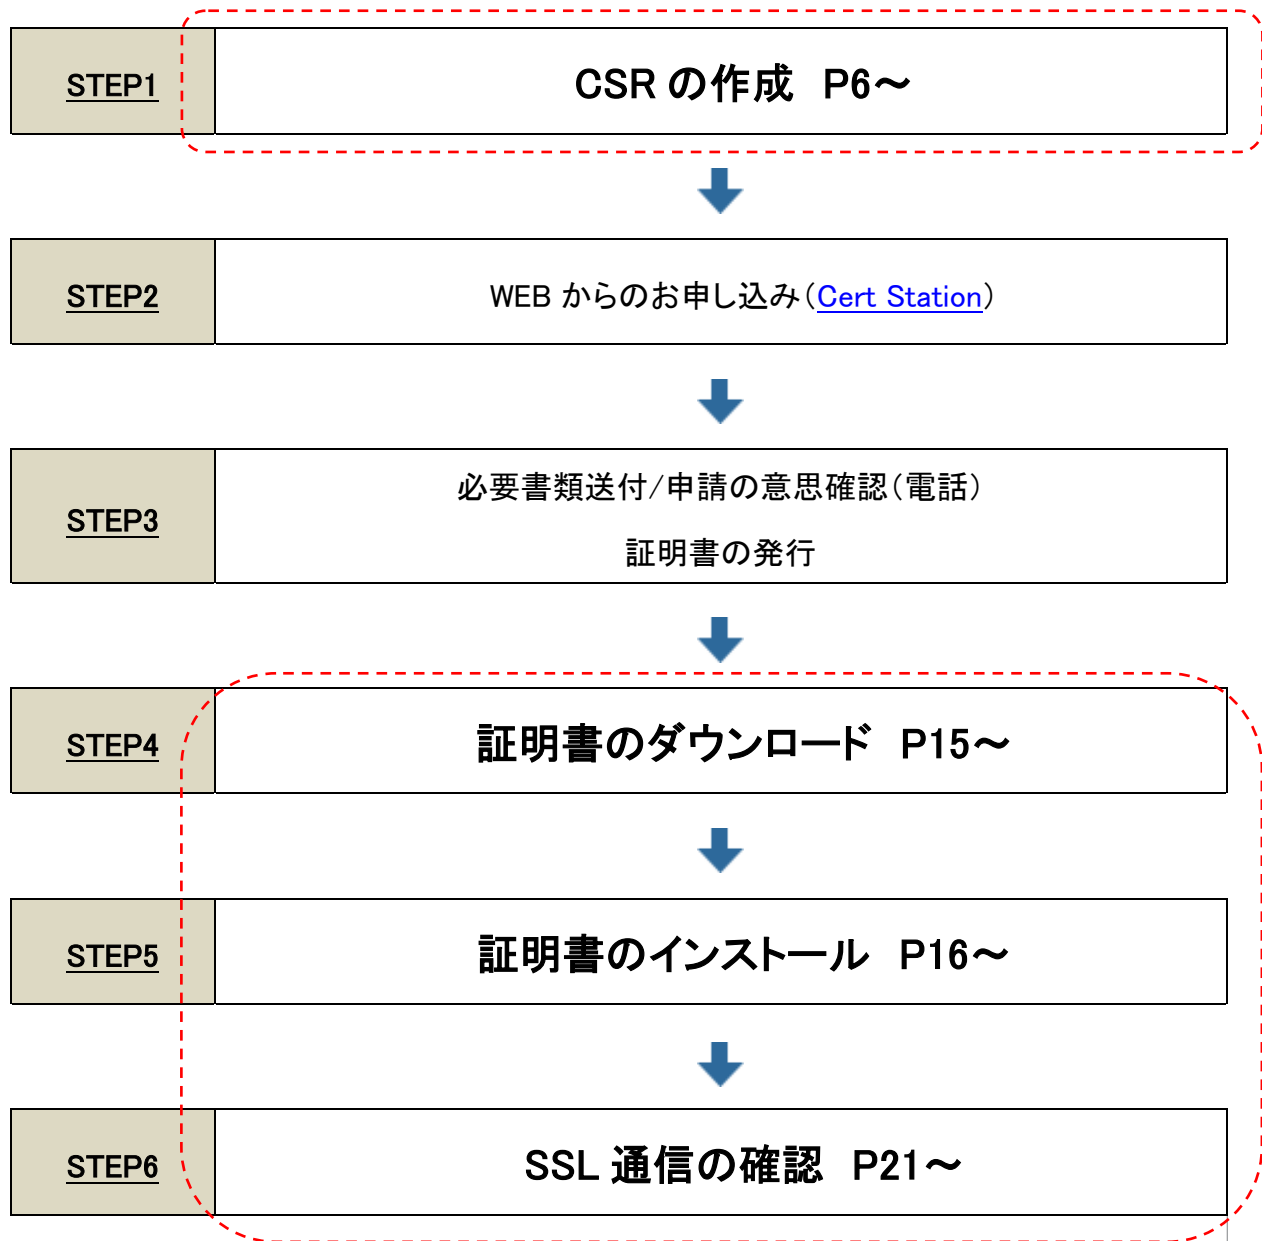 STEP1
CSR の作成　P6～
STEP2
WEB からのお申し込み（Cert Station）
STEP3
必要書類送付/申請の意思確認（電話）
証明書の発行
STEP4
証明書のダウンロード　P15～
STEP5
証明書のインストール　P16～
STEP6
SSL 通信の確認　P21～